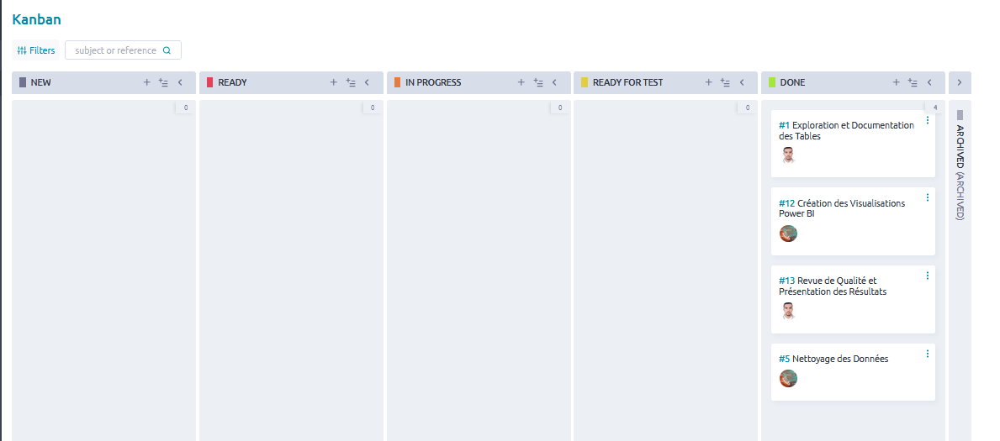 Kanban
Filters
subject or reference
NEW
READY
IN PROGRESS
READY FOR TEST
DONE
0
0
0
0
4
#1 Exploration et Documentation
des Tables
#12 Création des Visualisations
Power BI
#13 Revue de Qualité et
Présentation des Résultats
#5 Nettoyage des Données
ARCHIVED (ARCHIVED)